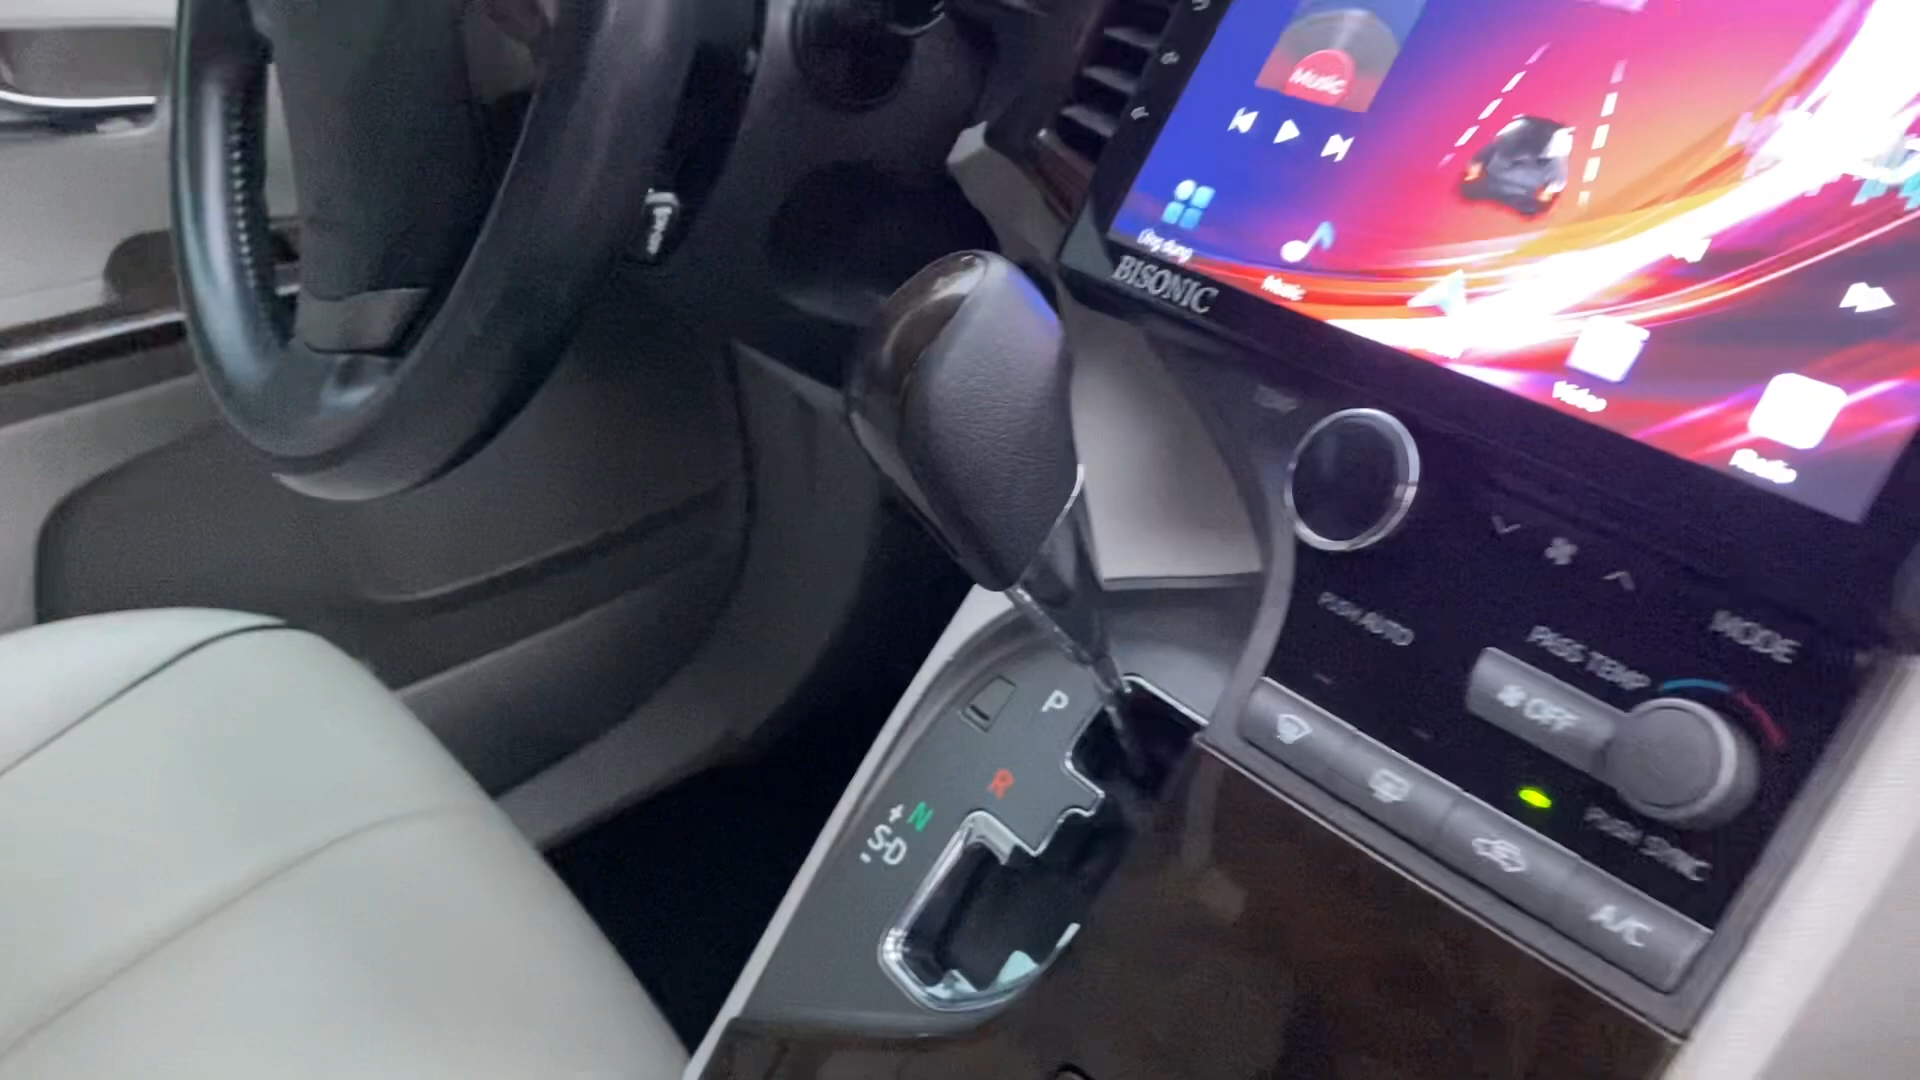 Music
Ứng dụng
Music
BISONIC
Video
Radio
PUSH AUTO
MODE
PASS TEMP
OFF
PUSH SYNC
A/C
P
R
+ N
S-D
-